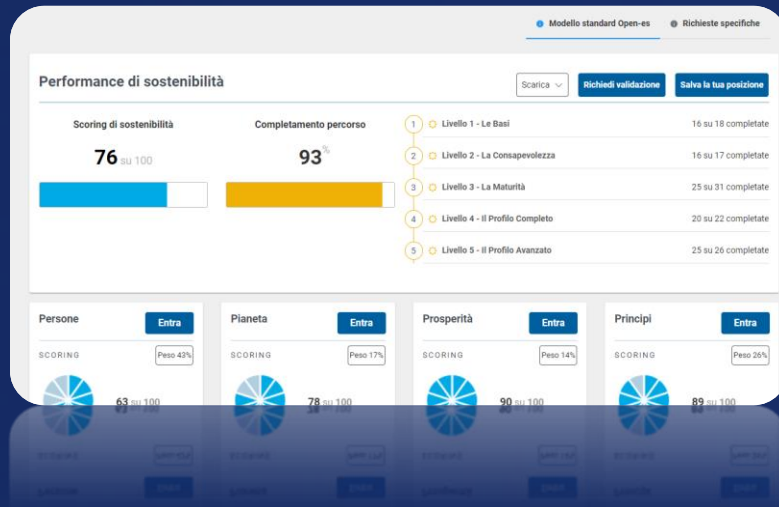 Modello standard Open-es
Richieste specifiche
Performance di sostenibilità
Scarica
Richiedi validazione
Salva la tua posizione
Scoring di sostenibilità
76 su 100
Completamento percorso
93%
1 Livello 1 - Le Basi 16 su 18 completate
2 Livello 2 - La Consapevolezza 16 su 17 completate
3 Livello 3 - La Maturità 25 su 31 completate
4 Livello 4 - Il Profilo Completo 20 su 22 completate
5 Livello 5 - Il Profilo Avanzato 25 su 26 completate
Persone
Entra
SCORING
Peso 43%
63 su 100
Pianeta
Entra
SCORING
Peso 17%
78 su 100
Prosperità
Entra
SCORING
Peso 14%
90 su 100
Principi
Entra
SCORING
Peso 26%
89 su 100